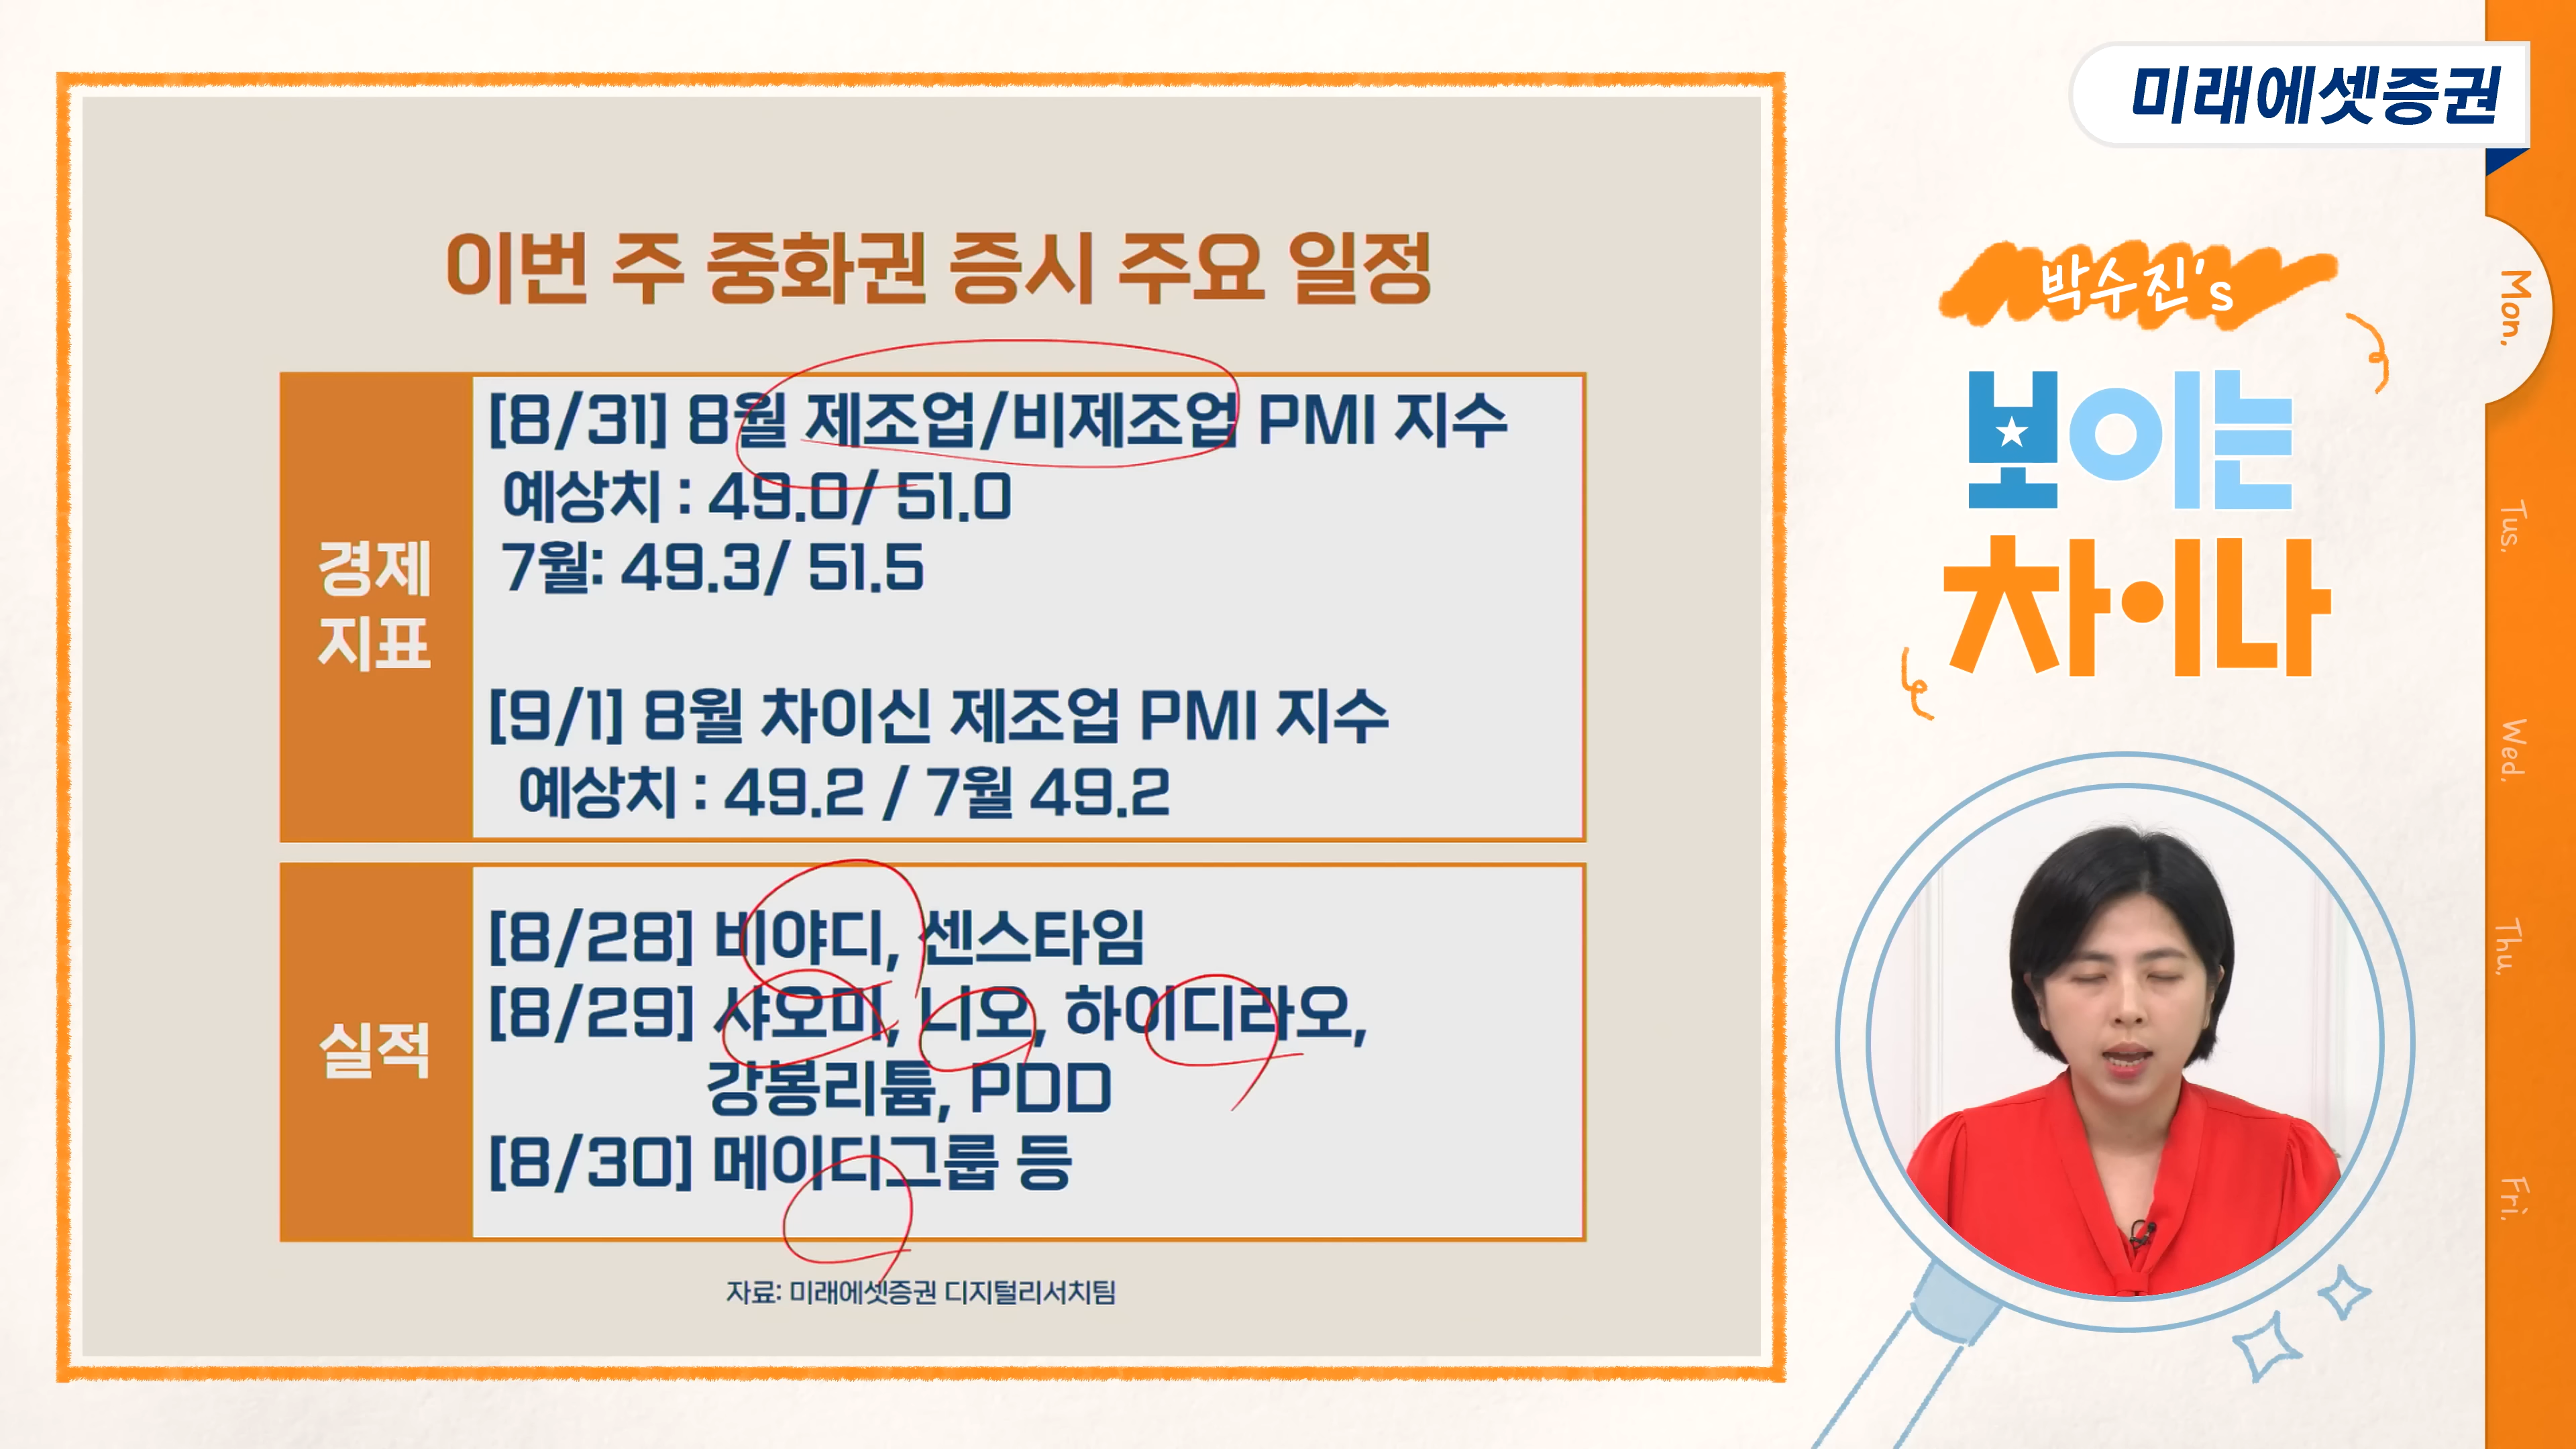 미래에셋증권
이번 주 중화권 증시 주요 일정
경제
지표
[8/31] 8월 제조업/비제조업 PMI 지수
예상치 : 49.0/ 51.0
7월: 49.3/ 51.5
[9/1] 8월 차이신 제조업 PMI 지수
예상치 : 49.2 / 7월 49.2
실적
[8/28] 비야디, 센스타임
[8/29] 샤오미, 니오, 하이디라오,
강봉리튬, PDD
[8/30] 메이디그룹 등
자료: 미래에셋증권 디지털리서치팀
박수진's
보이는
차이나
Mon.
Tus.
Wed.
Thu.
Fri.